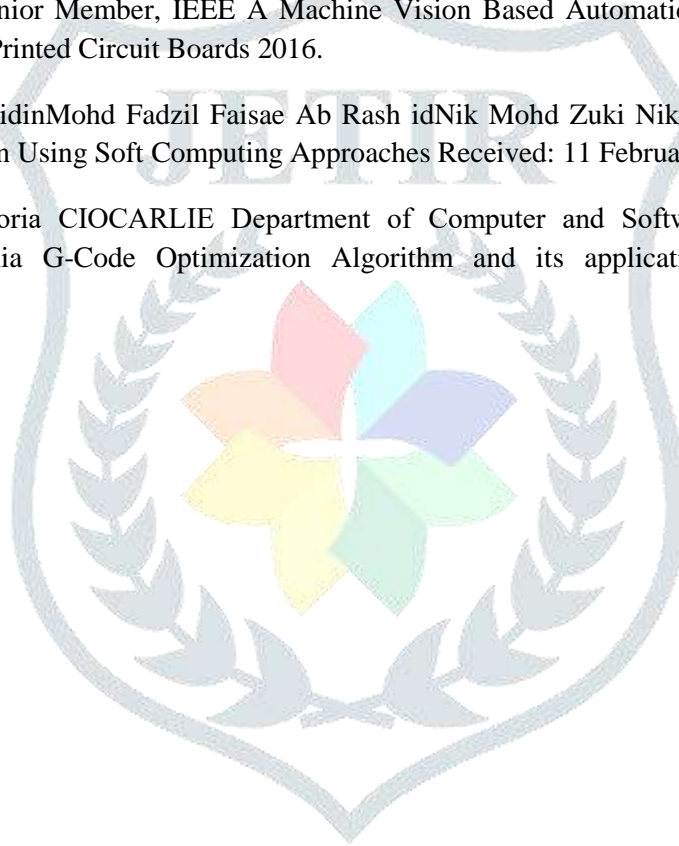 nior Member, IEEE A Machine Vision Based Automatic
Printed Circuit Boards 2016.
JETIR
idinMohd Fadzil Faisae Ab Rash idNik Mohd Zuki Nik
n Using Soft Computing Approaches Received: 11 Februa
oria CIOCARLIE Department of Computer and Softw
ia G-Code Optimization Algorithm and its applicati